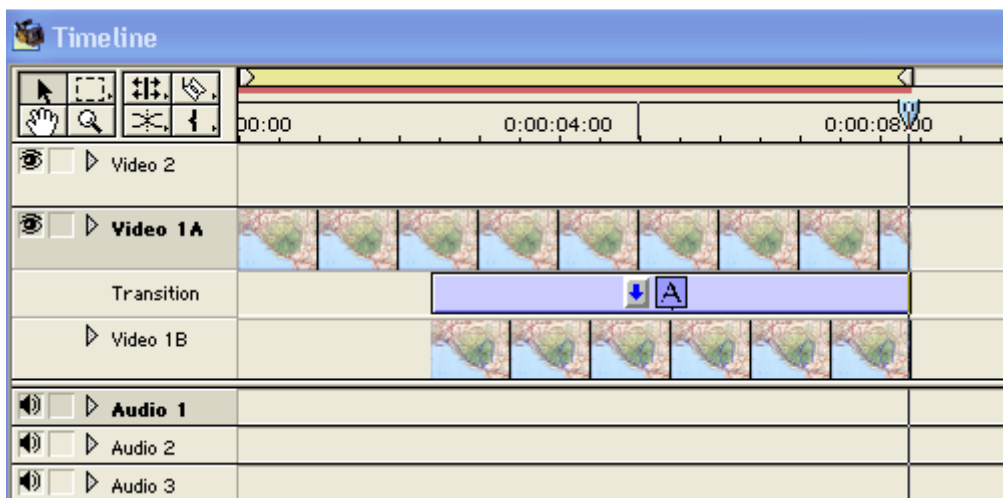 Timeline
00:00 0:00:04:00 0:00:08:00
Video 2
Video 1A
Transition
A
Video 1B
Audio 1
Audio 2
Audio 3